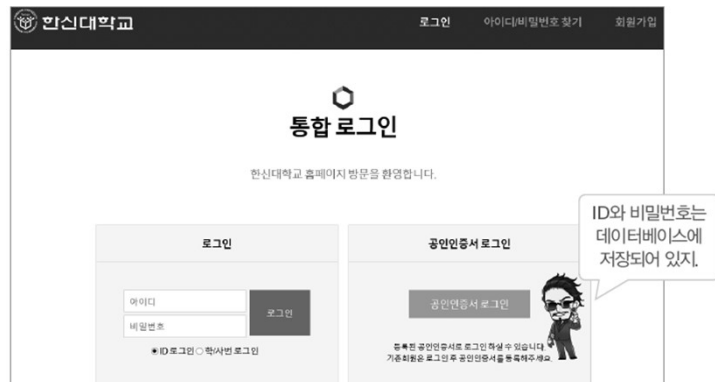 한신대학교
로그인 아이디/비밀번호 찾기 회원가입
통합 로그인
한신대학교 홈페이지 방문을 환영합니다.
로그인
아이디
비밀번호
로그인
ID 로그인 학/사번 로그인
공인인증서 로그인
공인인증서 로그인
등록된 공인인증서로 로그인 하실 수 있습니다.
기존회원은 로그인 후 공인인증서를 등록해주세요.
ID와 비밀번호는
데이터베이스에
저장되어 있지.